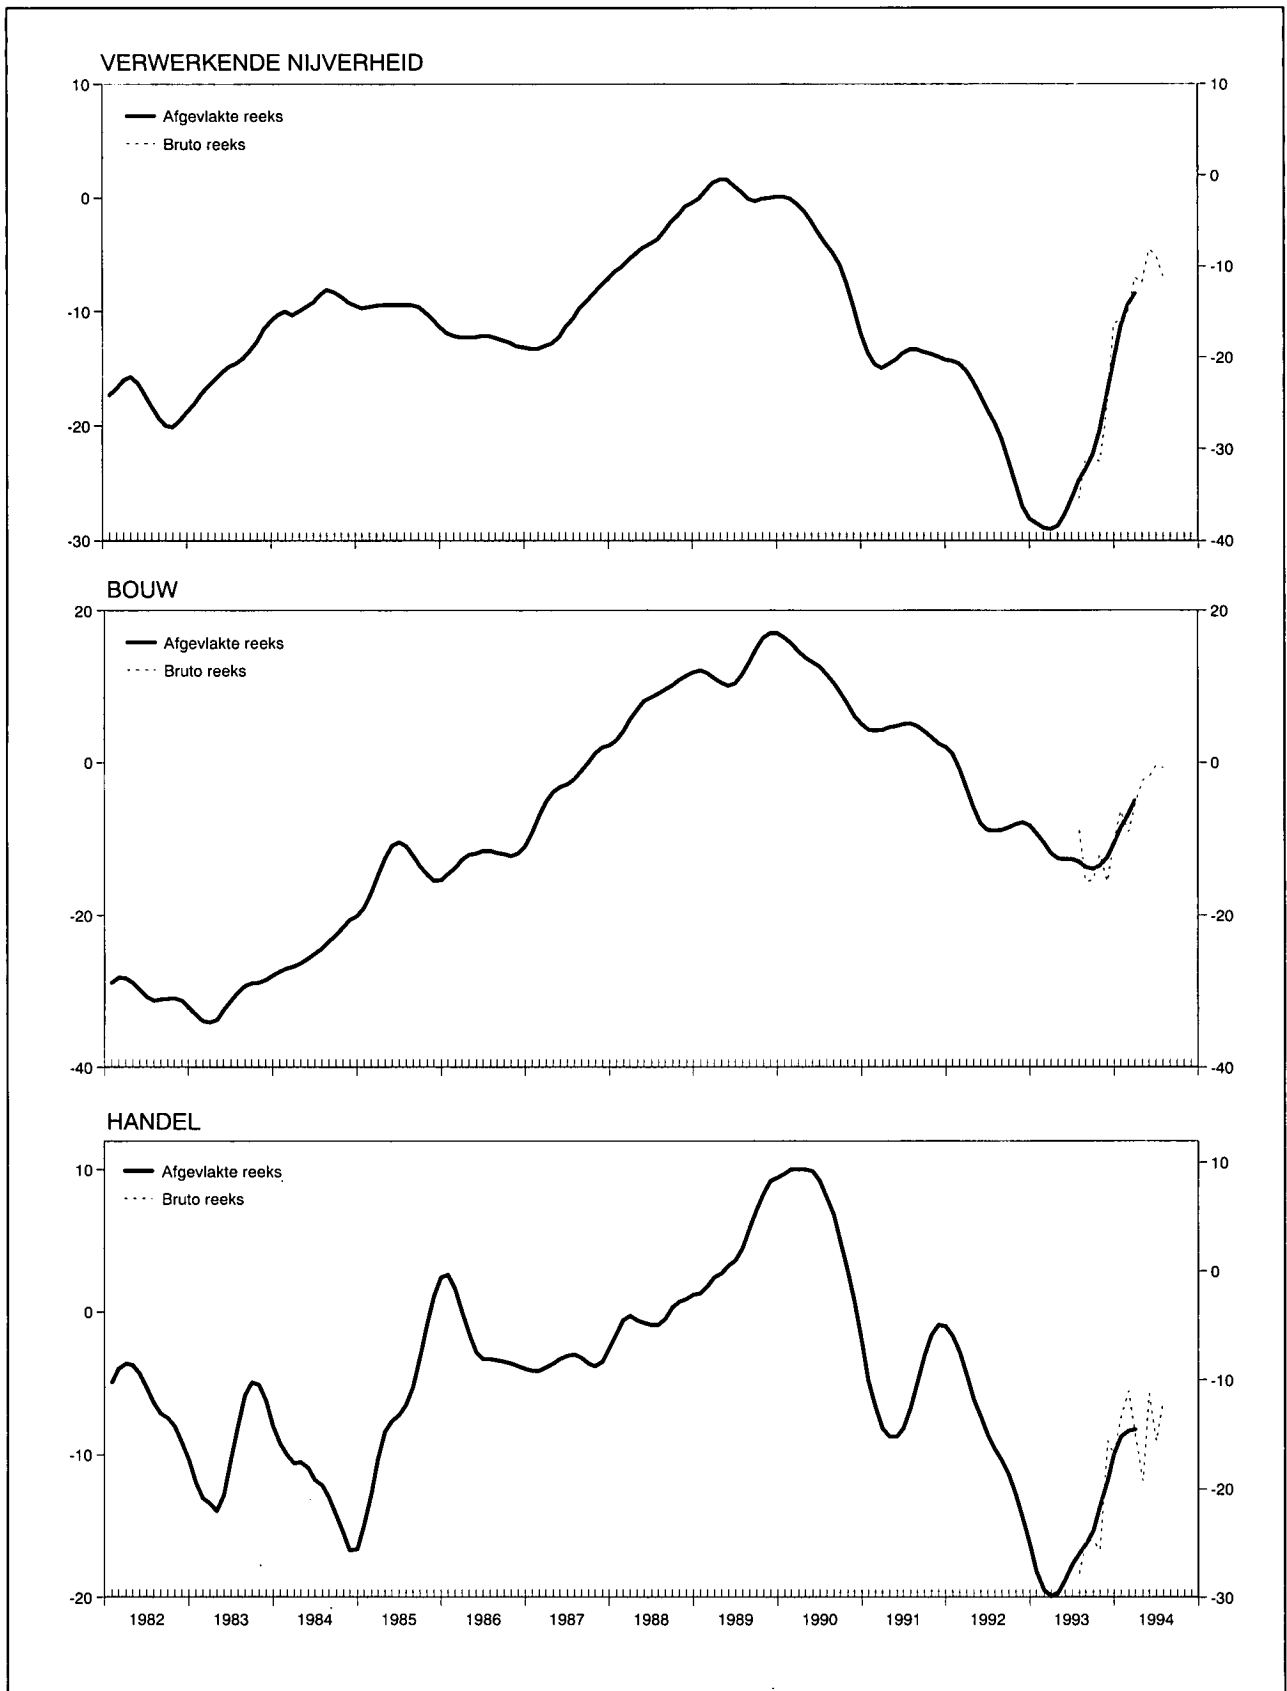 VERWERKENDE NIJVERHEID
10 10
Afgevlakte reeks
Bruto reeks
0 0
-10 -10
-20 -20
-30
-30 -40
BOUW
20 20
Afgevlakte reeks
Bruto reeks
0 0
-20 -20
-40 -40
HANDEL
10 10
Afgevlakte reeks
Bruto reeks
0 0
-10 -10
-20
-20 -30
1982 1983 1984 1985 1986 1987 1988 1989 1990 1991 1992 1993 1994